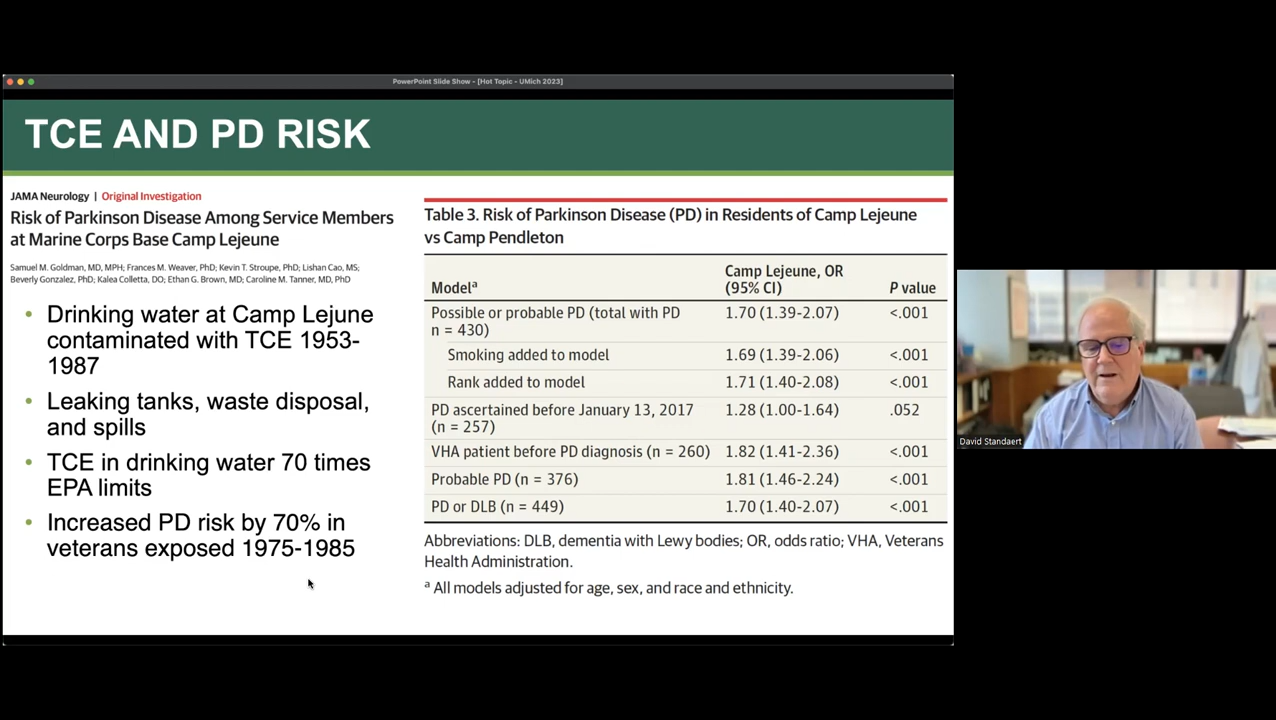 PowerPoint Slide Show - [Hot Topic - UMich 2023]
TCE AND PD RISK
JAMA Neurology | Original Investigation
Risk of Parkinson Disease Among Service Members
at Marine Corps Base Camp Lejeune
Samuel M. Goldman, MD, MPH; Frances M. Weaver, PhD; Kevin T. Stroupe, PhD; Lishan Cao, MS;
Beverly Gonzalez, PhD; Kalea Colletta, DO; Ethan G. Brown, MD; Caroline M. Tanner, MD, PhD
• Drinking water at Camp Lejune
contaminated with TCE 1953-
1987
• Leaking tanks, waste disposal,
and spills
• TCE in drinking water 70 times
EPA limits
• Increased PD risk by 70% in
veterans exposed 1975-1985
Table 3. Risk of Parkinson Disease (PD) in Residents of Camp Lejeune
vs Camp Pendleton
Camp Lejeune, OR
Modelª (95% CI) P value
Possible or probable PD (total with PD 1.70 (1.39-2.07) <.001
n = 430)
Smoking added to model 1.69 (1.39-2.06) <.001
Rank added to model 1.71 (1.40-2.08) <.001
PD ascertained before January 13, 2017 1.28 (1.00-1.64) .052
(n = 257)
VHA patient before PD diagnosis (n = 260) 1.82 (1.41-2.36) <.001
Probable PD (n = 376) 1.81 (1.46-2.24) <.001
PD or DLB (n = 449) 1.70 (1.40-2.07) <.001
Abbreviations: DLB, dementia with Lewy bodies; OR, odds ratio; VHA, Veterans
Health Administration.
ª All models adjusted for age, sex, and race and ethnicity.
David Standaert